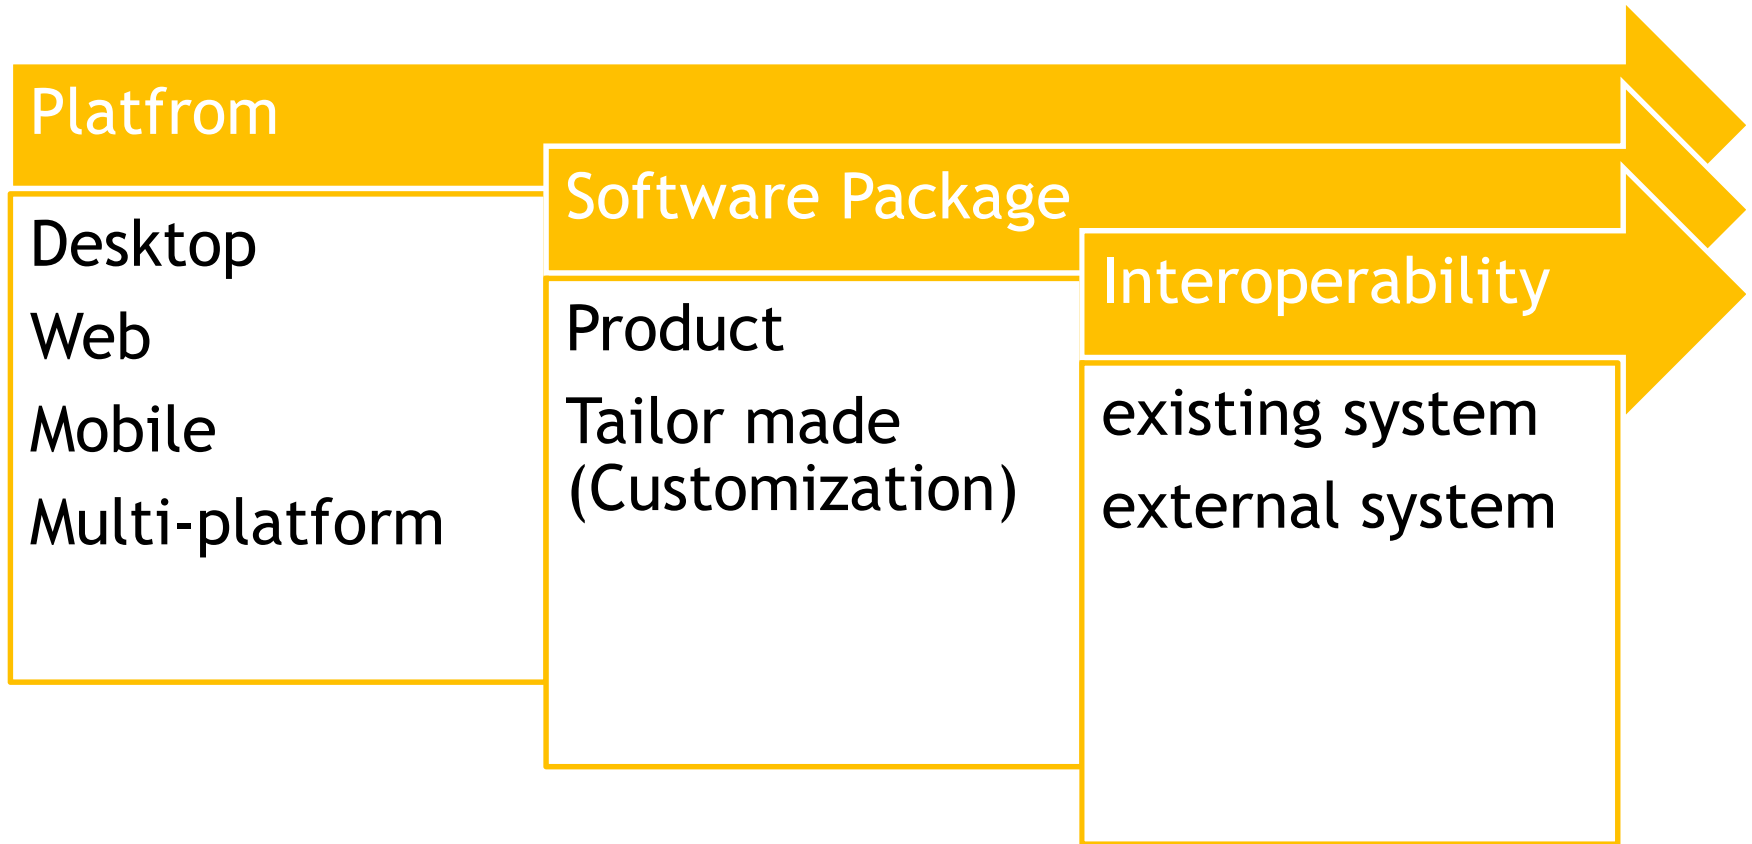 Platfrom
Desktop
Web
Mobile
Multi-platform
Software Package
Product
Tailor made
(Customization)
Interoperability
existing system
external system